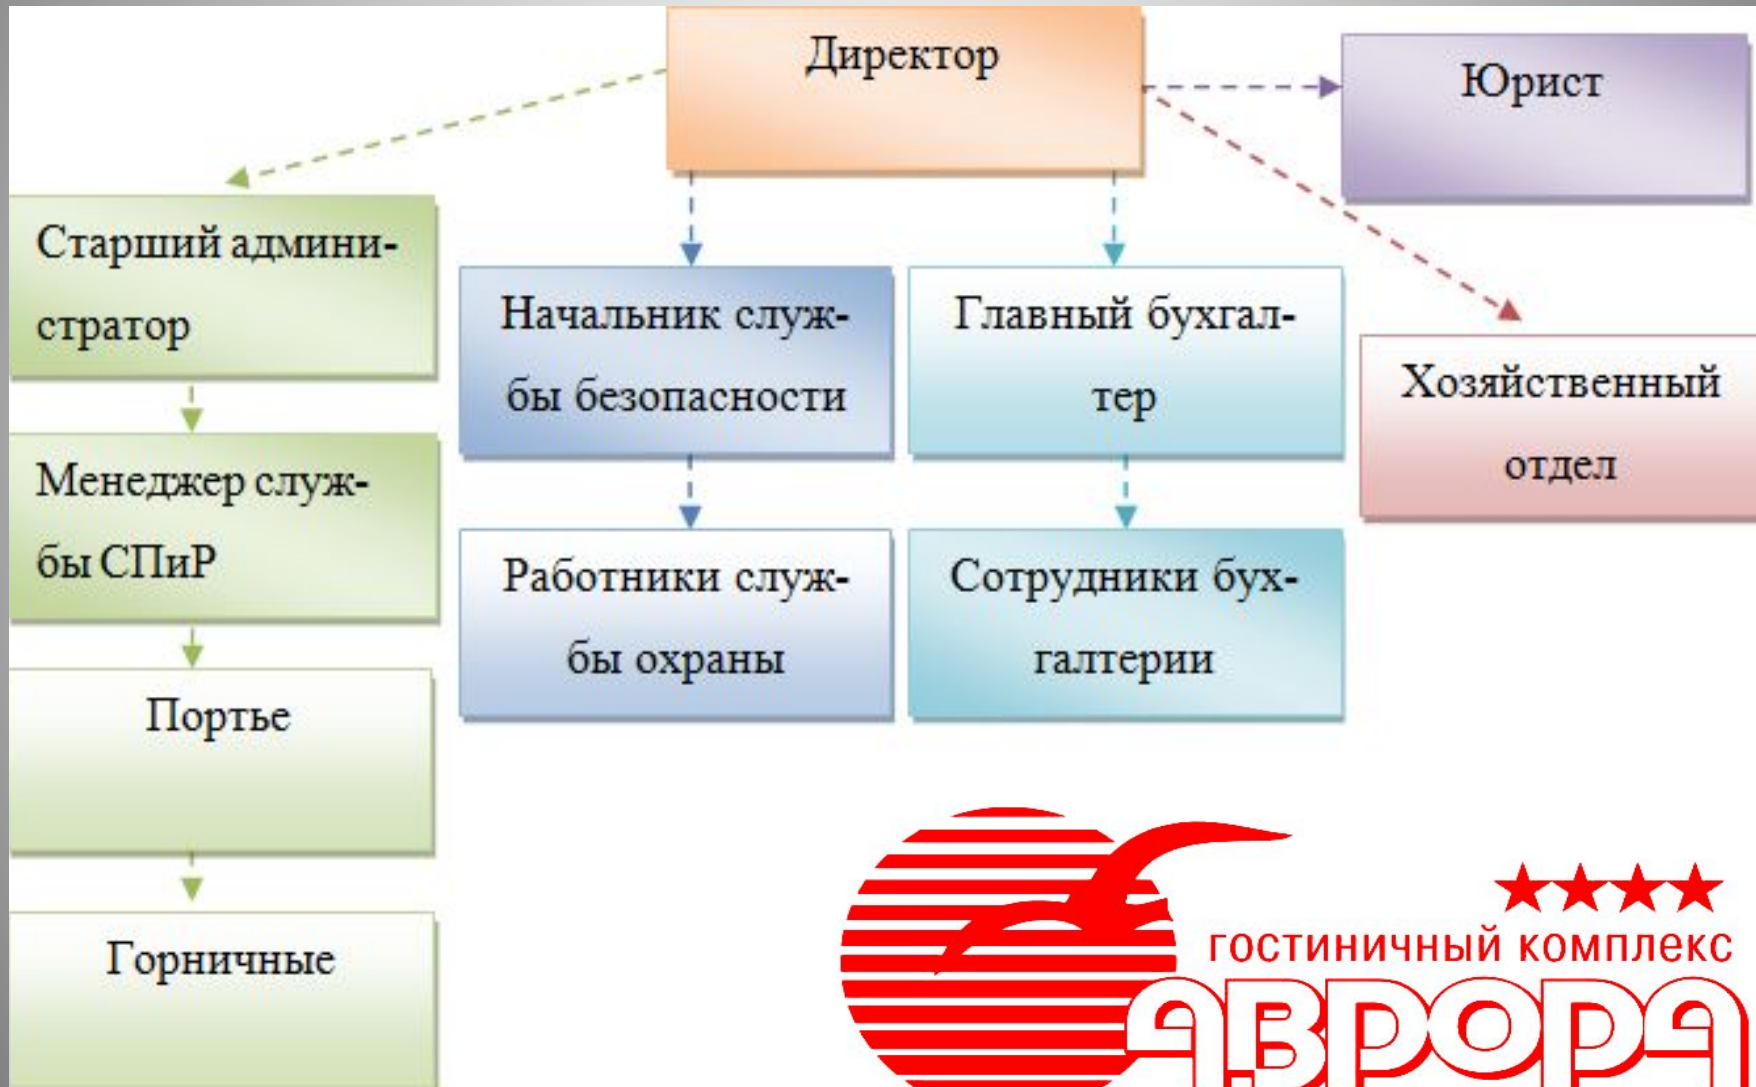 Директор
Юрист
Старший админи-
стратор
Начальник служ-
бы безопасности
Главный бухгал-
тер
Хозяйственный
отдел
Менеджер служ-
бы СПиР
Работники служ-
бы охраны
Сотрудники бух-
галтерии
Портье
Горничные
гостиничный комплекс
АВРОРА